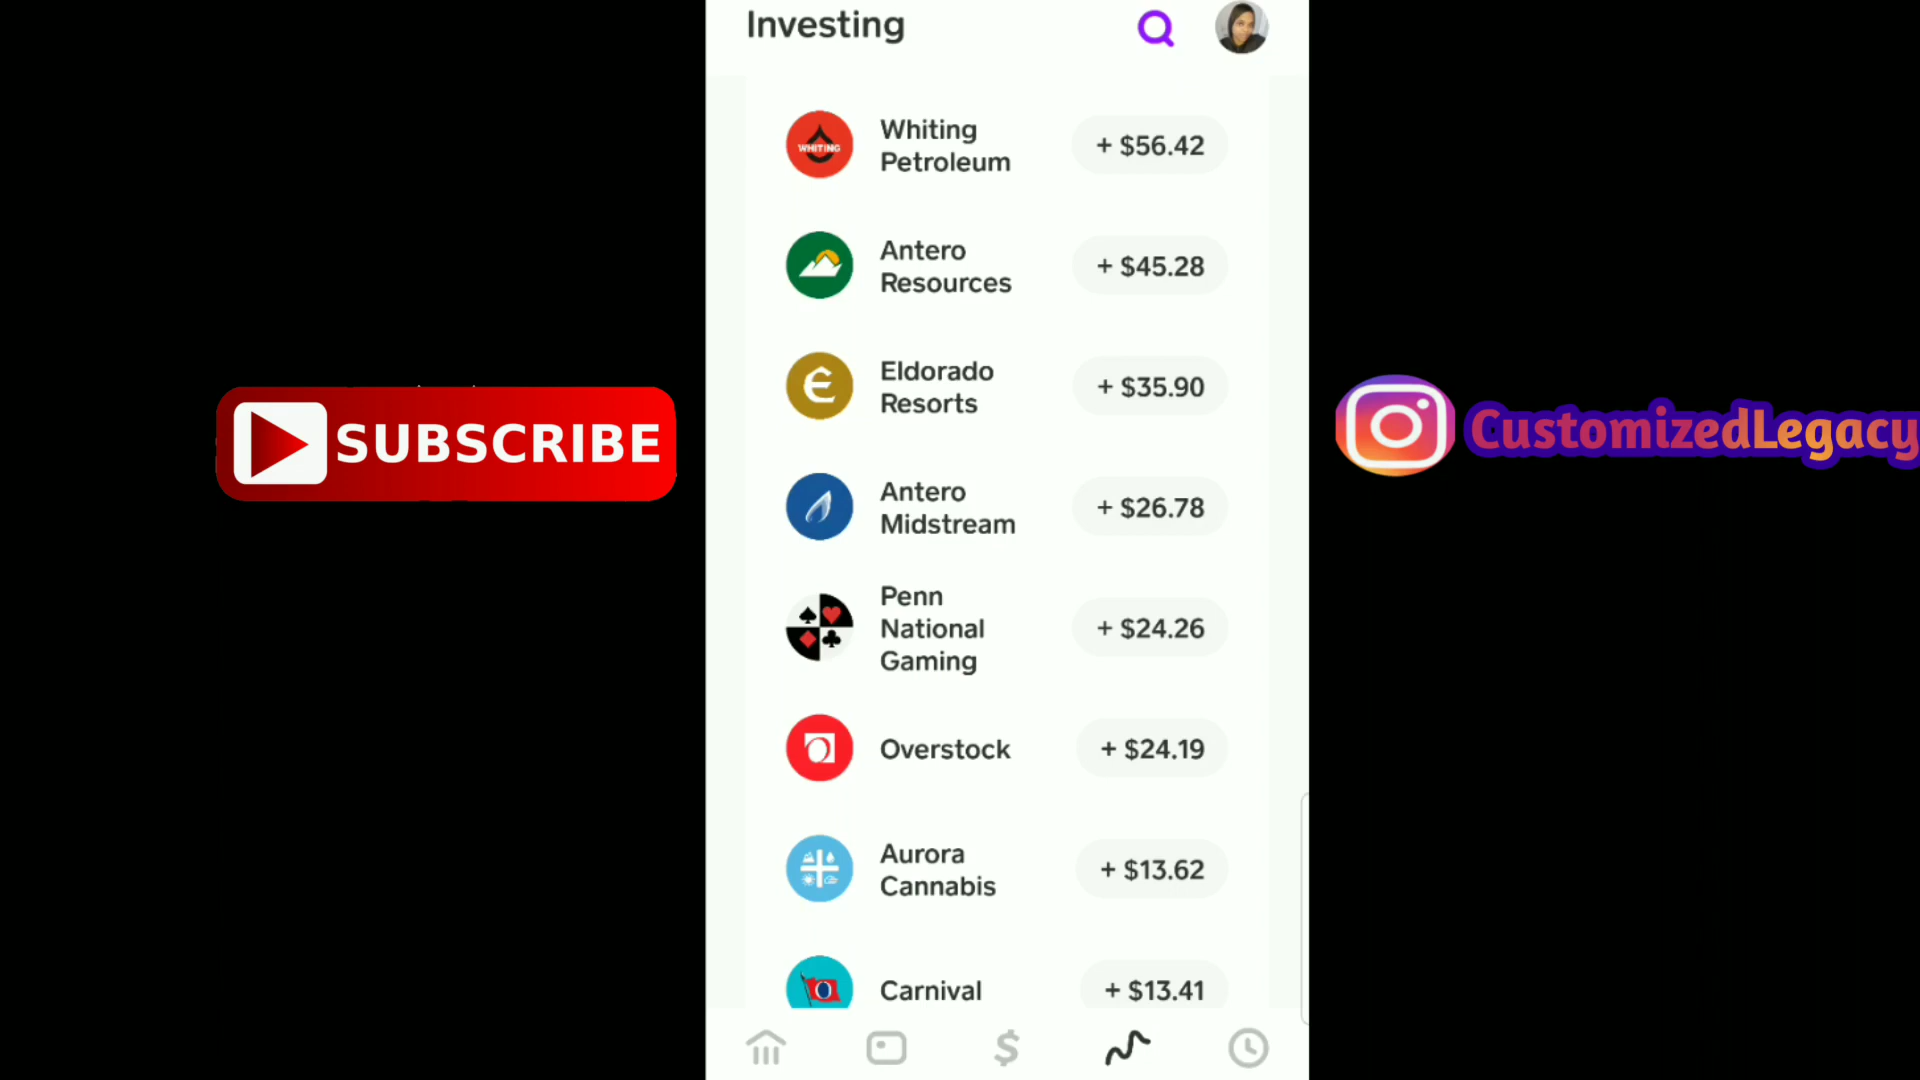 Investing
WHITING
Whiting
Petroleum
+ $56.42
Antero
Resources
+ $45.28
Eldorado
Resorts
+ $35.90
Antero
Midstream
+ $26.78
Penn
National
Gaming
+ $24.26
Overstock
+ $24.19
Aurora
Cannabis
+ $13.62
Carnival
+ $13.41
SUBSCRIBE
CustomizedLegacy